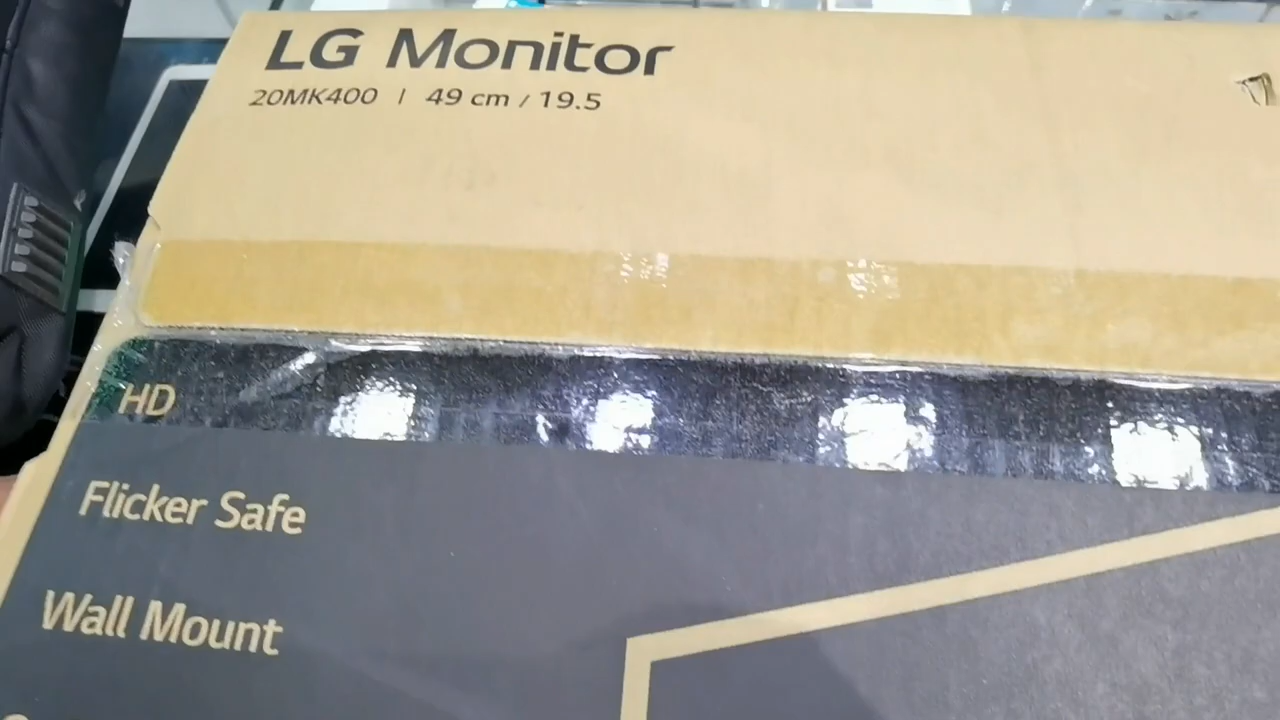 LG Monitor
20MK400 | 49 cm / 19.5
HD
Flicker Safe
Wall Mount